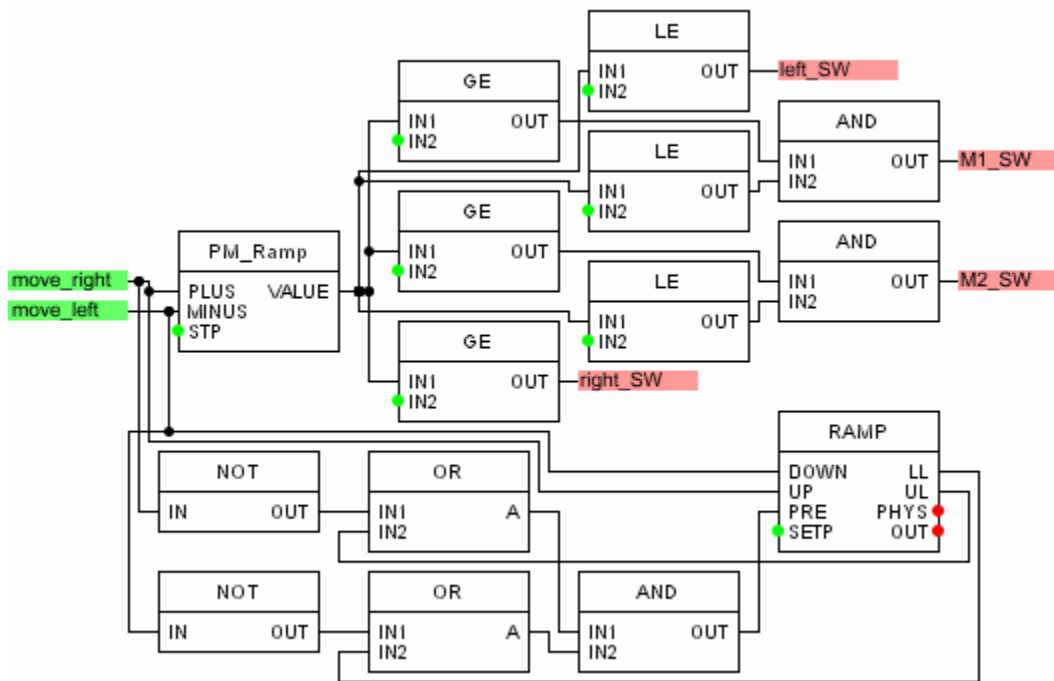 LE
IN1 OUT
IN2
left_SW
GE
IN1 OUT
IN2
AND
IN1 OUT
IN2
M1_SW
LE
IN1 OUT
IN2
GE
IN1 OUT
IN2
AND
IN1 OUT
IN2
M2_SW
PM_Ramp
PLUS VALUE
MINUS
STP
move_right
move_left
LE
IN1 OUT
IN2
GE
IN1 OUT
IN2
right_SW
RAMP
DOWN LL
UP UL
PRE PHYS
SETP OUT
NOT
IN OUT
OR
IN1 A
IN2
NOT
IN OUT
OR
IN1 A
IN2
AND
IN1 OUT
IN2